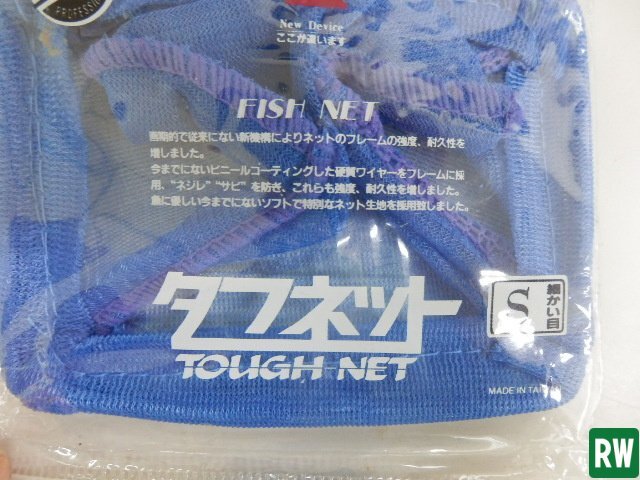 PROFESSI
New Device
ここが違います
FISH NET
画期的で従来にない新機構によりネットのフレームの強度、耐久性を
増しました。
今までにないビニールコーティングした硬質ワイヤーをフレームに採
用、“ネジレ”“サビ”を防ぎ、これらも強度、耐久性を増しました。
魚に優しい今までにないソフトで特別なネット生地を採用致しました。
タフネット
TOUGH NET
S
細かい目
MADE IN TAIWAN
RW